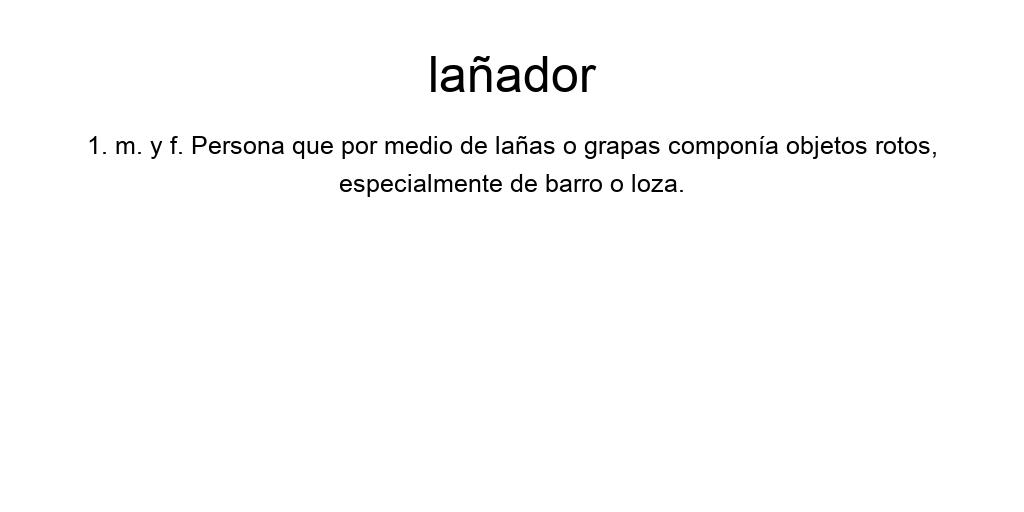 lañador
1. m. y f. Persona que por medio de lañas o grapas componía objetos rotos,
especialmente de barro o loza.